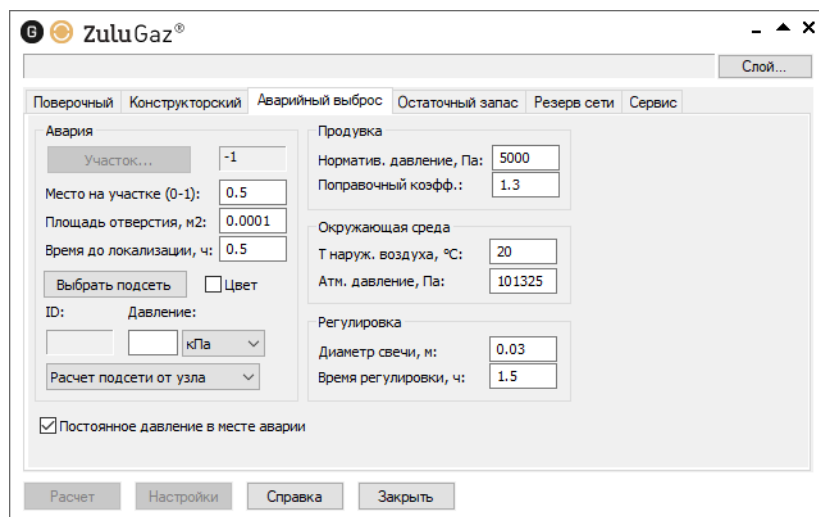 G ZuluGaz®
Слой...
Поверочный Конструкторский Аварийный выброс Остаточный запас Резерв сети Сервис
Авария
Участок... -1
Место на участке (0-1): 0.5
Площадь отверстия, м2: 0.0001
Время до локализации, ч: 0.5
Выбрать подсеть Цвет
ID: Давление:
кПа
Расчет подсети от узла
Продувка
Норматив. давление, Па: 5000
Поправочный коэфф.: 1.3
Окружающая среда
Т наруж. воздуха, °С: 20
Атм. давление, Па: 101325
Регулировка
Диаметр свечи, м: 0.03
Время регулировки, ч: 1.5
Постоянное давление в месте аварии
Расчет Настройки Справка Закрыть